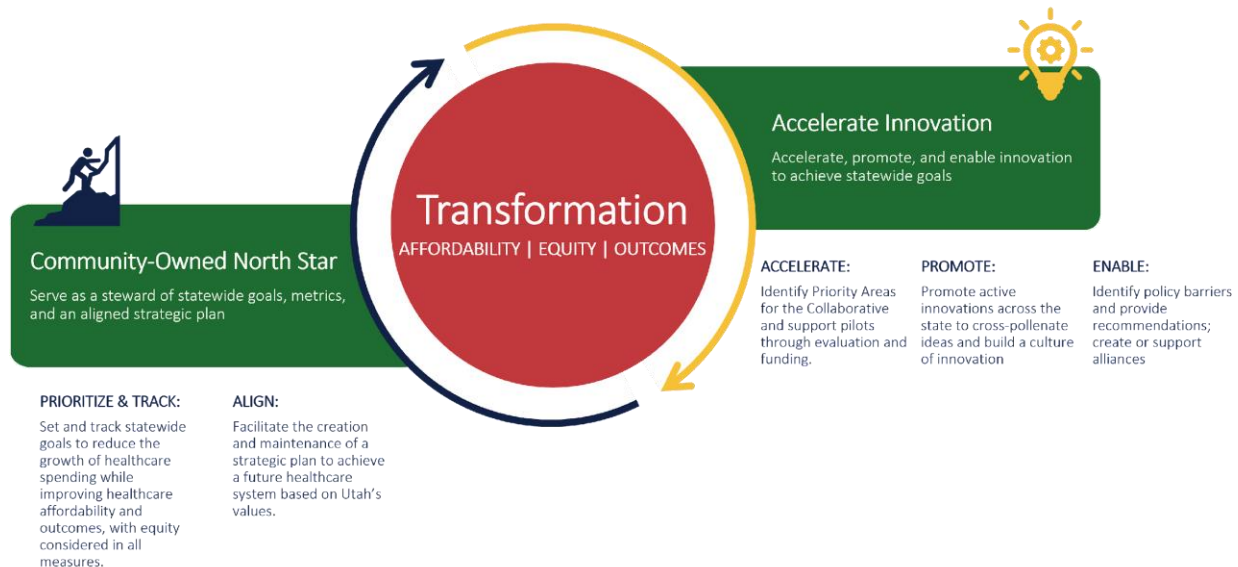 Transformation
AFFORDABILITY | EQUITY | OUTCOMES
Community-Owned North Star
Serve as a steward of statewide goals, metrics,
and an aligned strategic plan
PRIORITIZE & TRACK:
Set and track statewide
goals to reduce the
growth of healthcare
spending while
improving healthcare
affordability and
outcomes, with equity
considered in all
measures.
ALIGN:
Facilitate the creation
and maintenance of a
strategic plan to achieve
a future healthcare
system based on Utah's
values.
Accelerate Innovation
Accelerate, promote, and enable innovation
to achieve statewide goals
ACCELERATE:
Identify Priority Areas
for the Collaborative
and support pilots
through evaluation and
funding.
PROMOTE:
Promote active
innovations across the
state to cross-pollenate
ideas and build a culture
of innovation
ENABLE:
Identify policy barriers
and provide
recommendations;
create or support
alliances